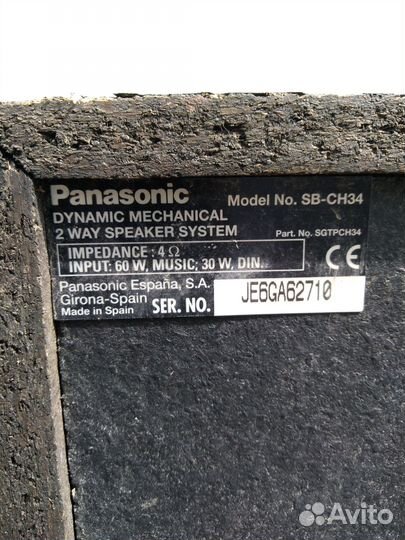 Panasonic Model No. SB-CH34
DYNAMIC MECHANICAL
2 WAY SPEAKER SYSTEM Part. No. SGTPCH34
IMPEDANCE: 4 Ω
INPUT: 60 W, MUSIC; 30 W, DIN.
CE
Panasonic España, S.A.
Girona-Spain
Made in Spain SER. NO. JE6GA62710
Avito